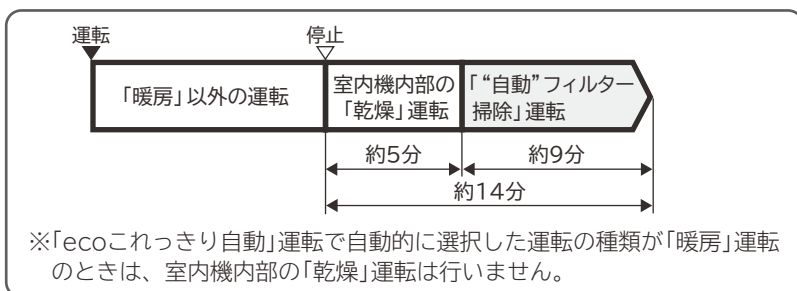 運転
停止
「暖房」以外の運転
室内機内部の
「乾燥」運転
「“自動”フィルター
掃除」運転
約5分
約9分
約14分
※「ecoこれっきり自動」運転で自動的に選択した運転の種類が「暖房」運転
のときは、室内機内部の「乾燥」運転は行いません。